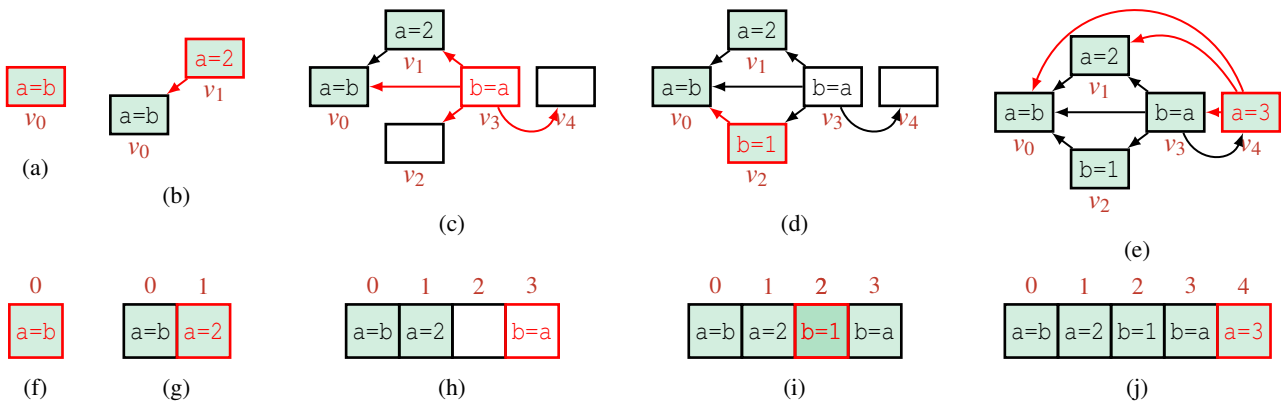 a=b
v0
(a)
a=2
v1
a=b
v0
(b)
a=2
v1
a=b
v0
b=a
v3
v4
v2
(c)
a=2
v1
a=b
v0
b=a
v3
v4
b=1
v2
(d)
a=2
v1
a=b
v0
b=a
v3
a=3
v4
b=1
v2
(e)
0
a=b
(f)
0 1
a=b a=2
(g)
0 1 2 3
a=b a=2 b=a
(h)
0 1 2 3
a=b a=2 b=1 b=a
(i)
0 1 2 3 4
a=b a=2 b=1 b=a a=3
(j)